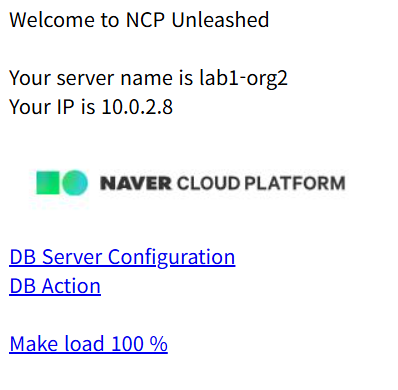 Welcome to NCP Unleashed
Your server name is lab1-org2
Your IP is 10.0.2.8
NAVER CLOUD PLATFORM
DB Server Configuration
DB Action
Make load 100 %